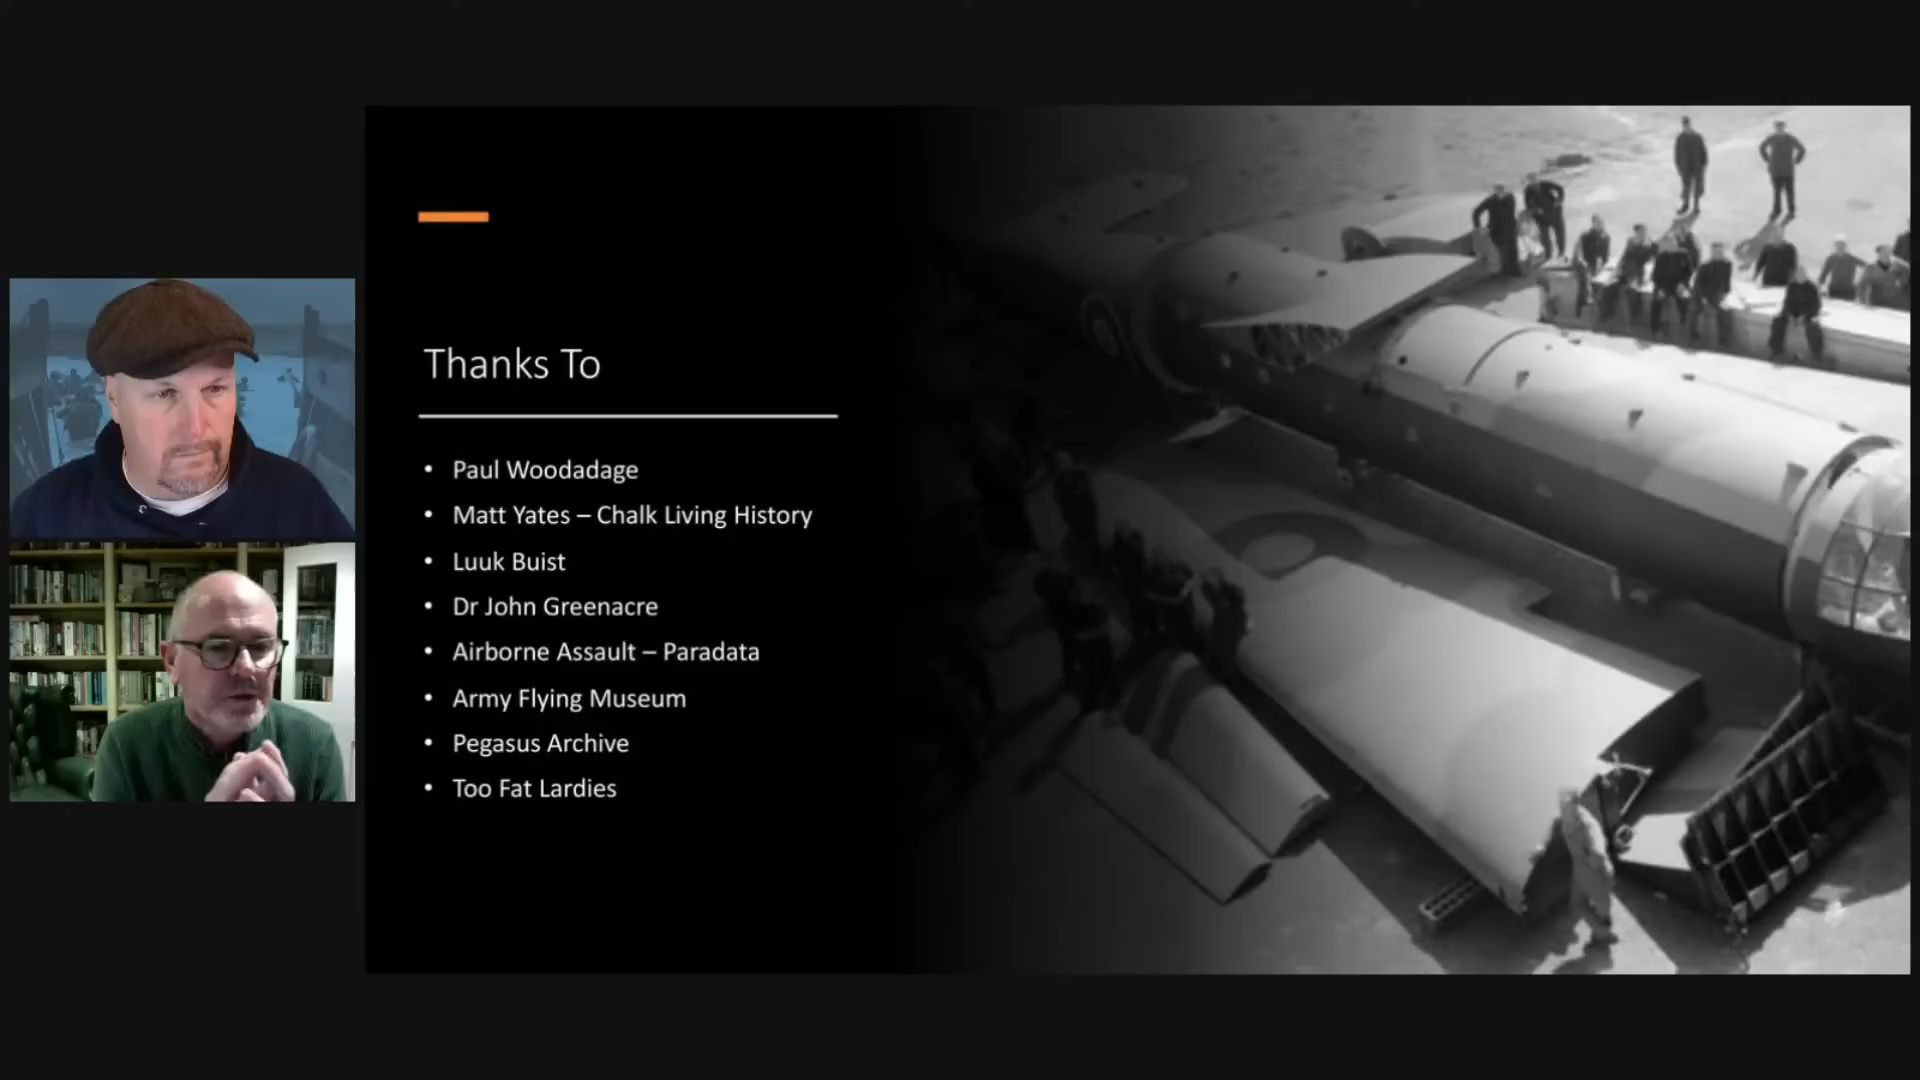 Thanks To
• Paul Woodadage
• Matt Yates – Chalk Living History
• Luuk Buist
• Dr John Greenacre
• Airborne Assault – Paradata
• Army Flying Museum
• Pegasus Archive
• Too Fat Lardies